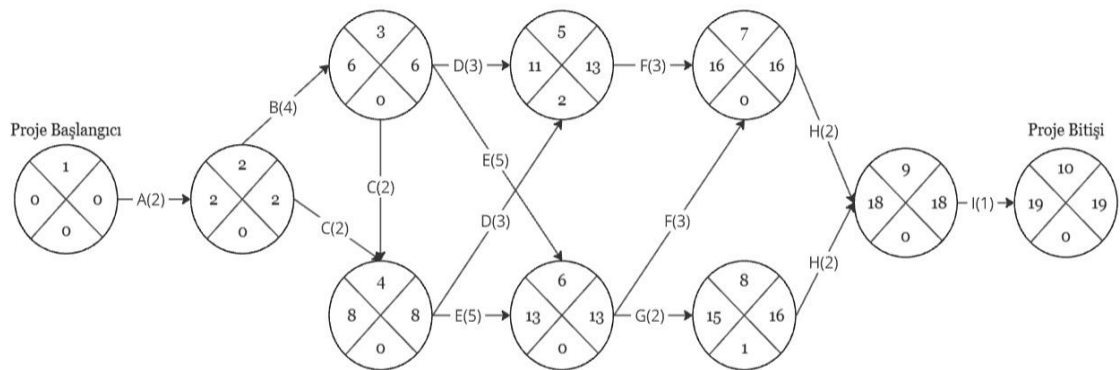 3
6 6
0
5
11 13
2
7
16 16
0
D(3)
F(3)
B(4)
H(2)
Proje Başlangıcı
1
0 0
0
A(2)
2
2 2
0
C(2)
C(2)
E(5)
D(3)
F(3)
9
18 18
0
I(1)
Proje Bitişi
10
19 19
0
H(2)
4
8 8
0
E(5)
6
13 13
0
G(2)
8
15 16
1